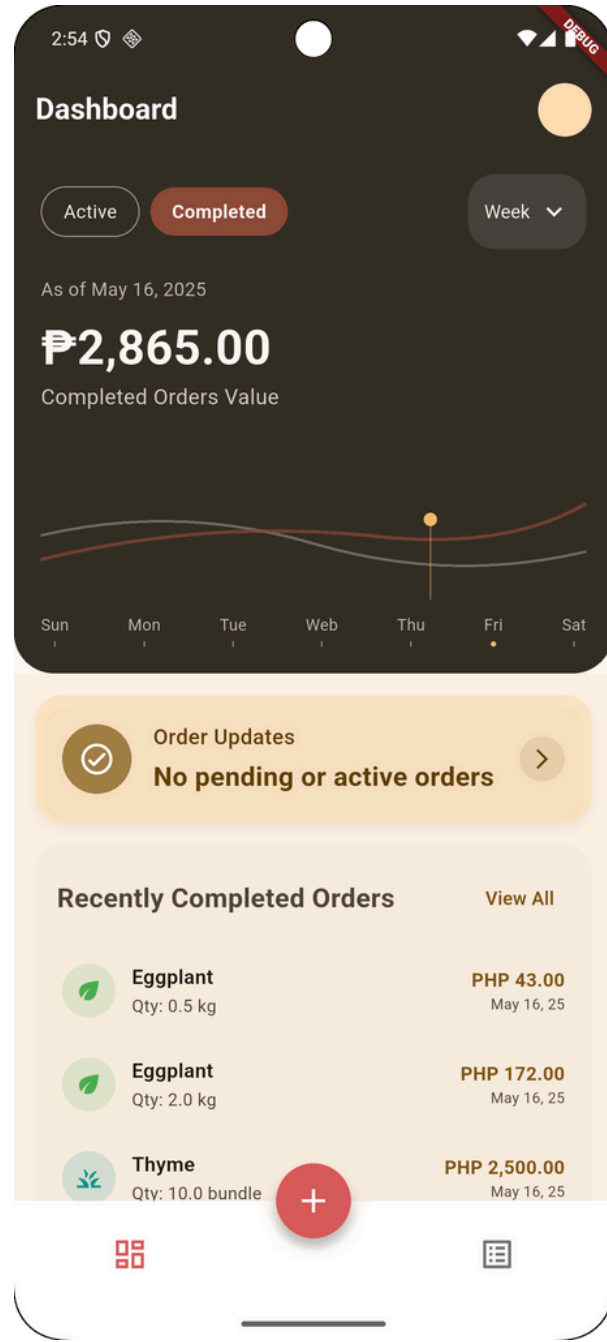 2:54
DEBUG
Dashboard
Active
Completed
Week
As of May 16, 2025
₱2,865.00
Completed Orders Value
Sun Mon Tue Web Thu Fri Sat
Order Updates
No pending or active orders
Recently Completed Orders
View All
Eggplant
PHP 43.00
Qty: 0.5 kg
May 16, 25
Eggplant
PHP 172.00
Qty: 2.0 kg
May 16, 25
Thyme
PHP 2,500.00
Qty: 10.0 bundle
May 16, 25